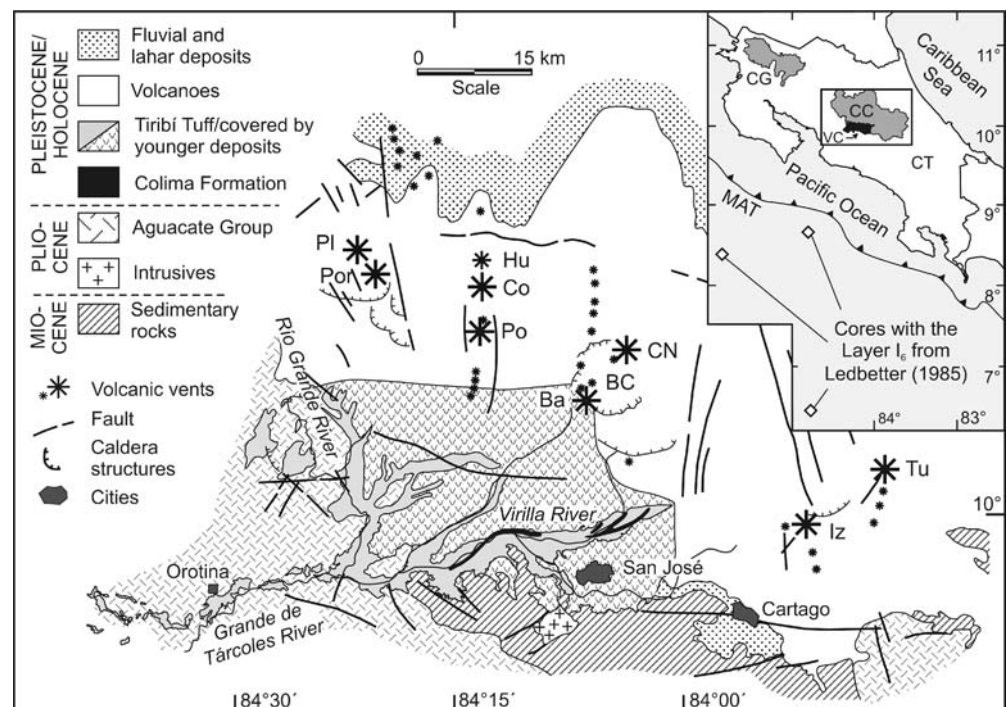 PLEISTOCENE/
HOLOCENE
Fluvial and
lahar deposits
Volcanoes
Tiribí Tuff/covered by
younger deposits
Colima Formation
PLIO-
CENE
Aguacate Group
Intrusives
MIO-
CENE
Sedimentary
rocks
Volcanic vents
Fault
Caldera
structures
Cities
0 15 km
Scale
Pl
Por
Hu
Co
Po
CN
BC
Ba
Tu
Iz
Río Grande River
Virilla River
San José
Cartago
Orotina
Grande de
Tárcoles River
84°30´
84°15´
84°00´
10°
11°
10°
9°
8°
7°
84°
83°
Caribbean
Sea
CG
CC
VC
CT
MAT
Pacific Ocean
Cores with the
Layer I6 from
Ledbetter (1985)